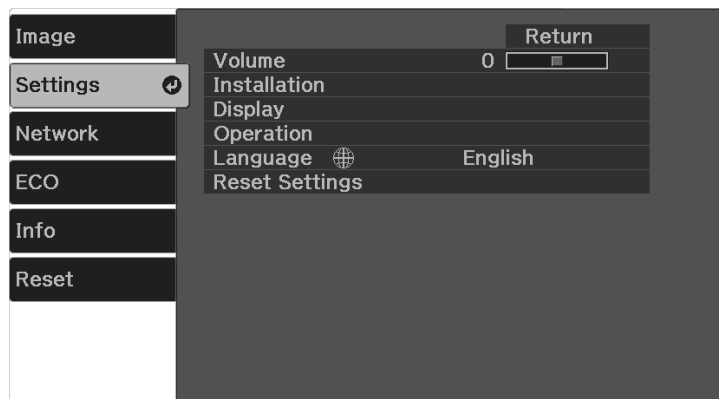 Image
Settings
Network
ECO
Info
Reset
Return
Volume 0
Installation
Display
Operation
Language English
Reset Settings